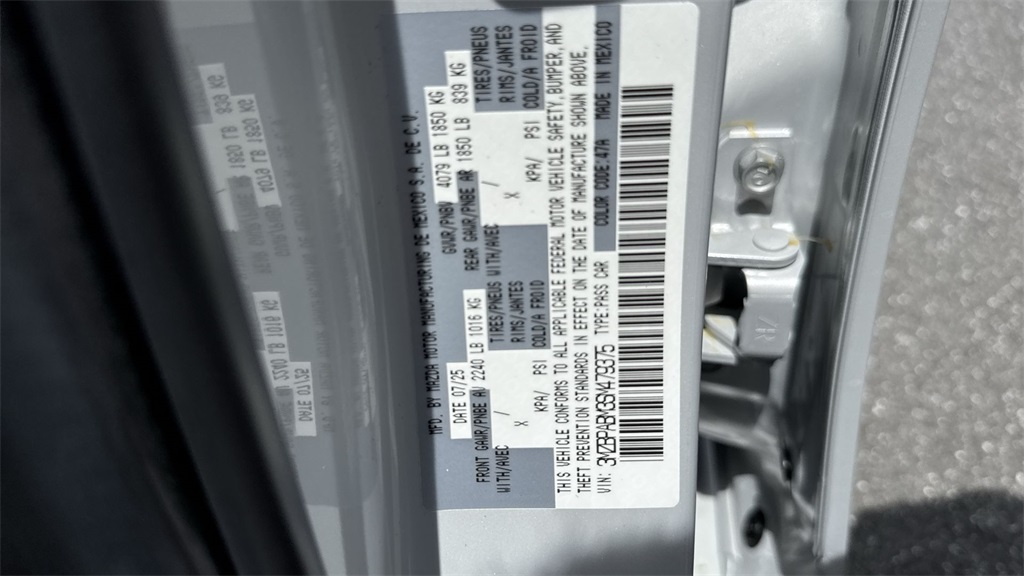 MFD. BY MAZDA MOTOR MANUFACTURING DE MEXICO S.A. DE C.V.
DATE 07/25 GVWR/PNBV 4079 LB 1850 KG
FRONT GAWR/PNBE AV 2240 LB 1016 KG REAR GAWR/PNBE AR 1850 LB 839 KG
WITH/AVEC / TIRES/PNEUS WITH/AVEC / TIRES/PNEUS
X RIMS/JANTES X RIMS/JANTES
KPA/ PSI COLD/A FROID KPA/ PSI COLD/A FROID
THIS VEHICLE CONFORMS TO ALL APPLICABLE FEDERAL MOTOR VEHICLE SAFETY, BUMPER, AND
THEFT PREVENTION STANDARDS IN EFFECT ON THE DATE OF MANUFACTURE SHOWN ABOVE.
VIN: TYPE:PASS CAR COLOR CODE:47A MADE IN MEXICO